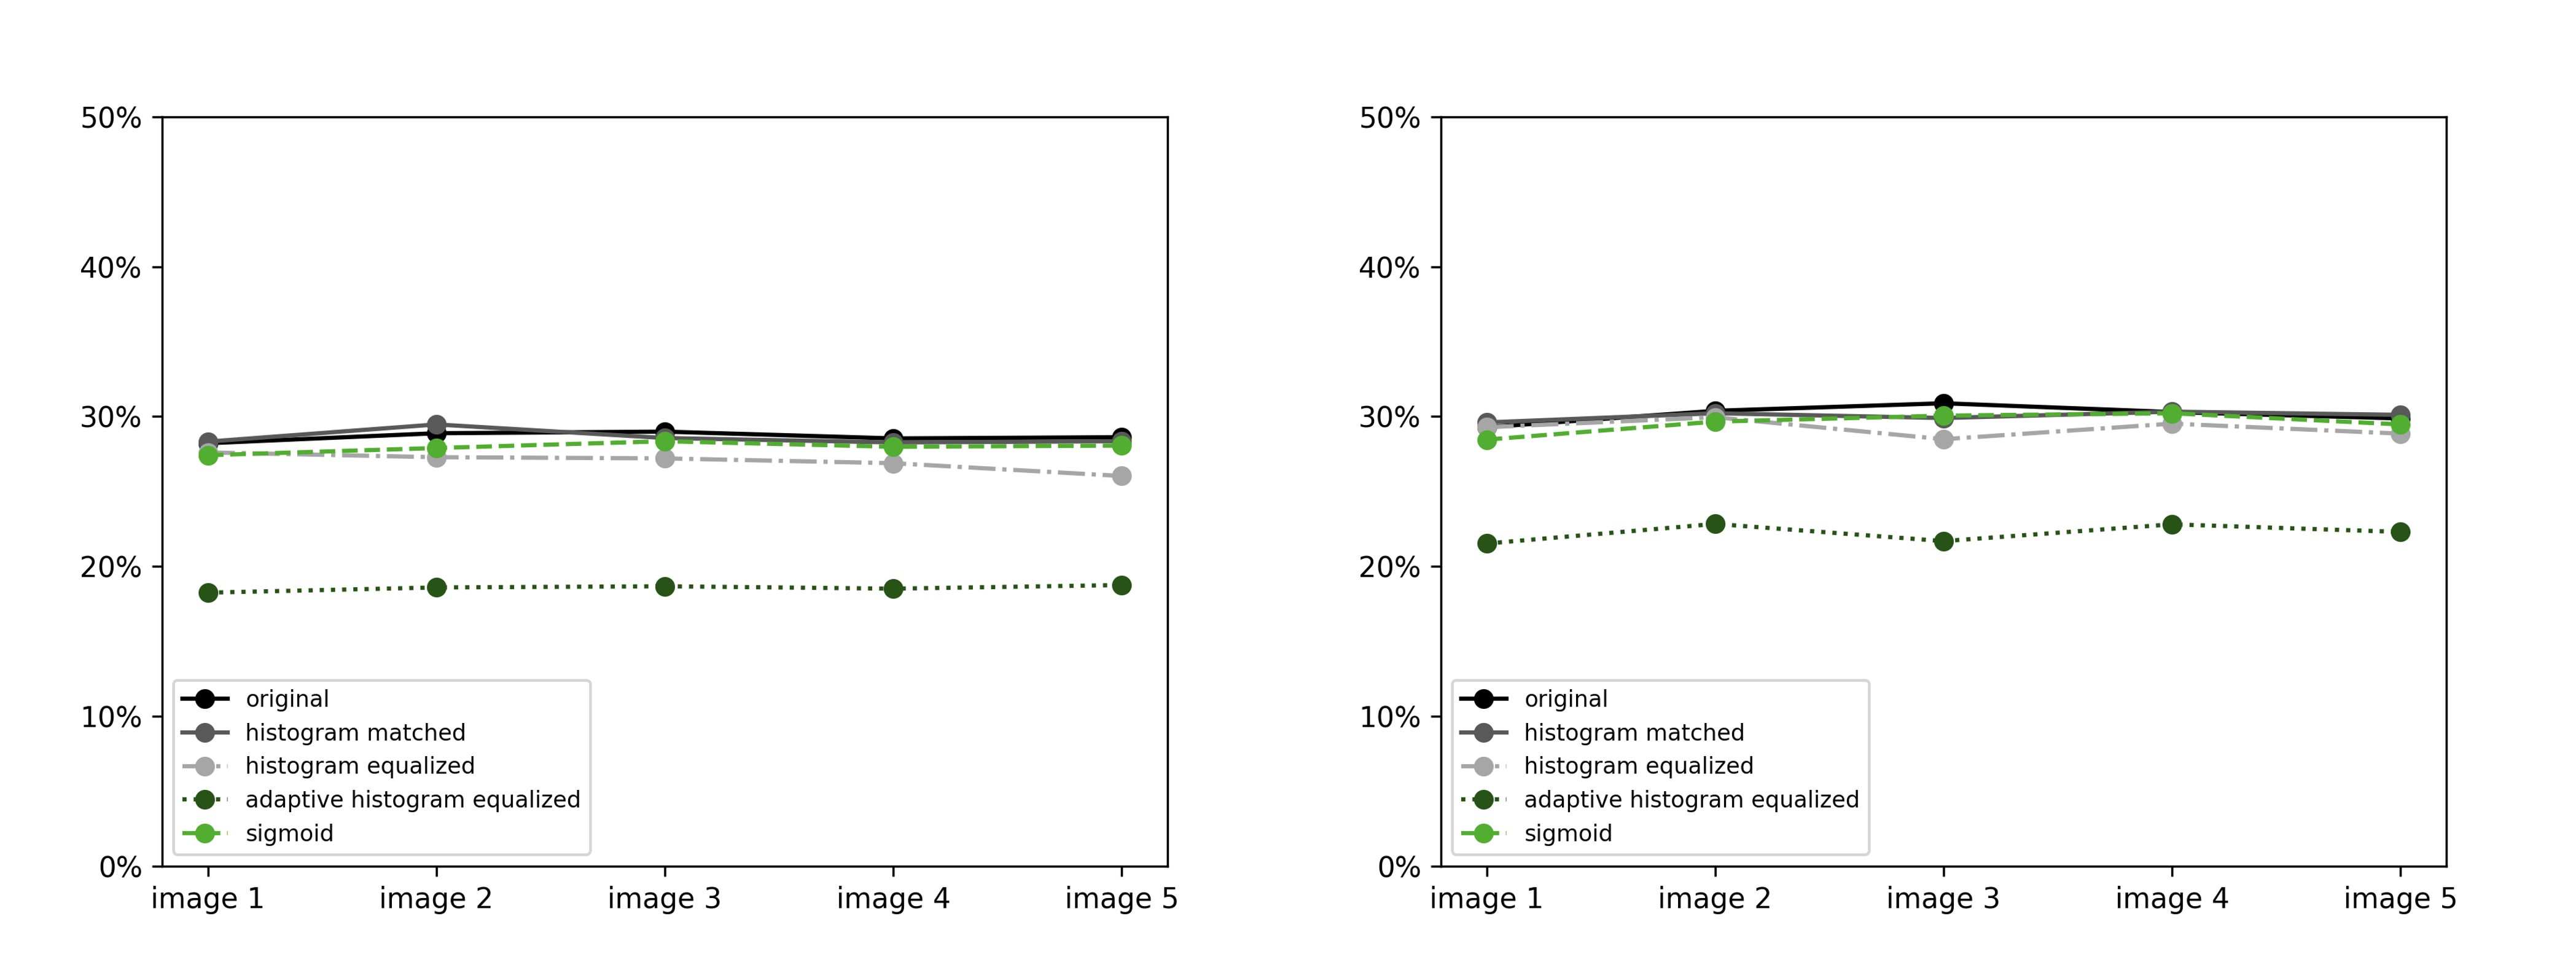 50%
40%
30%
20%
10%
0%
original
histogram matched
histogram equalized
adaptive histogram equalized
sigmoid
image 1 image 2 image 3 image 4 image 5
50%
40%
30%
20%
10%
0%
original
histogram matched
histogram equalized
adaptive histogram equalized
sigmoid
image 1 image 2 image 3 image 4 image 5